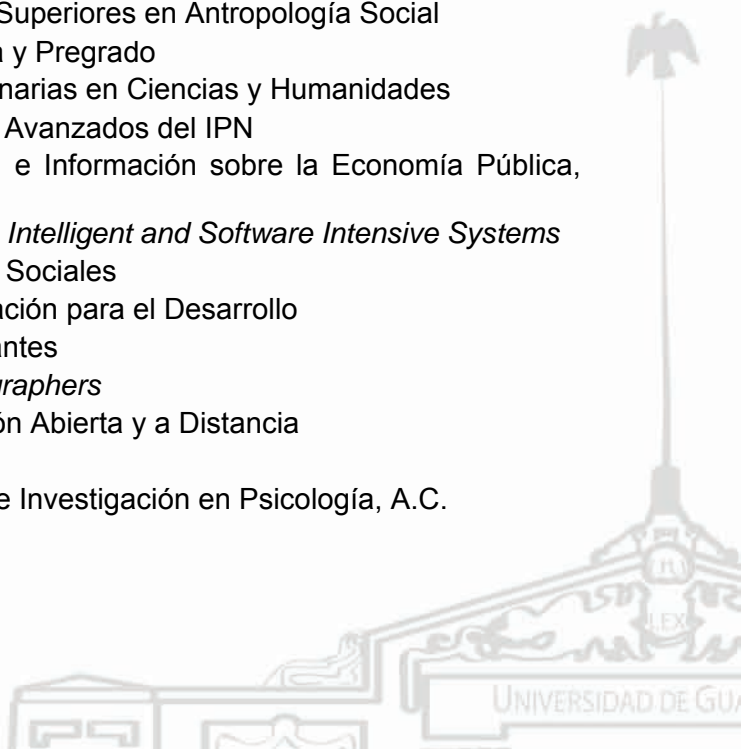 Superiores en Antropología Social
a y Pregrado
narias en Ciencias y Humanidades
Avanzados del IPN
e Información sobre la Economía Pública,
Intelligent and Software Intensive Systems
Sociales
ación para el Desarrollo
antes
graphers
ón Abierta y a Distancia
e Investigación en Psicología, A.C.
LEX
UNIVERSIDAD DE GUA